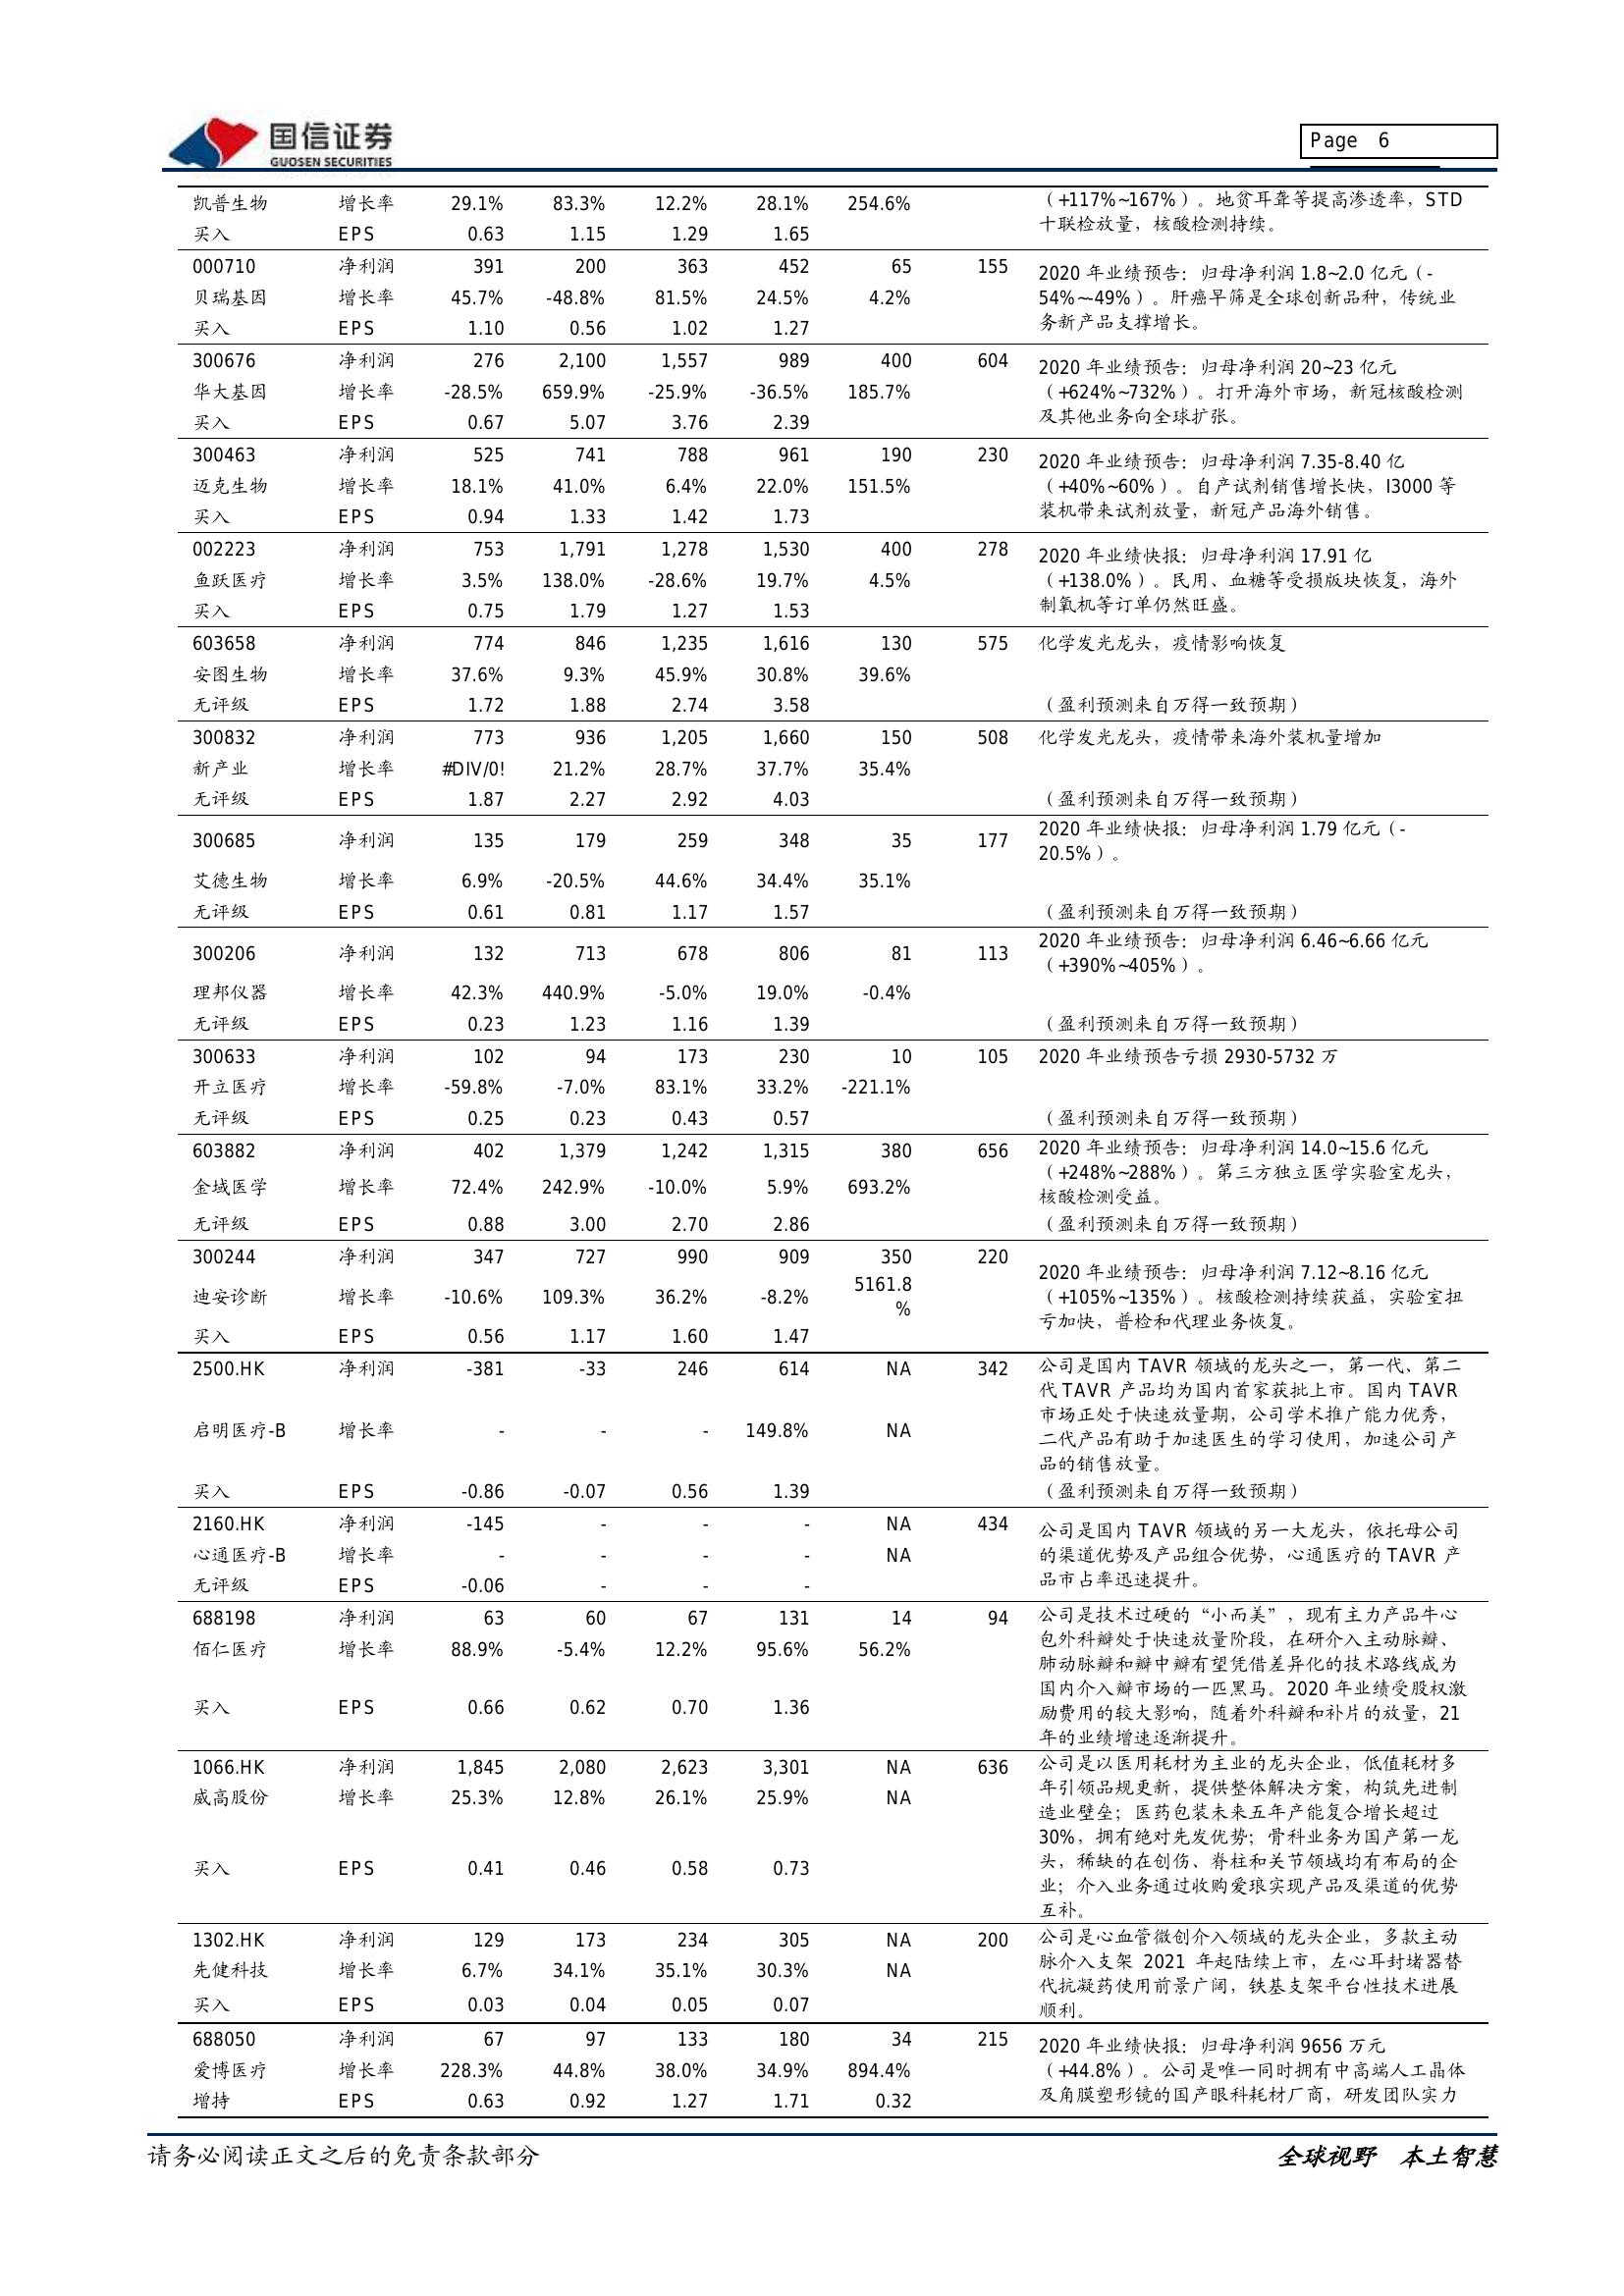 国信证券
GUOSEN SECURITIES
Page 6
凯普生物 增长率 29.1% 83.3% 12.2% 28.1% 254.6% （+117%~167%）。地贫耳聋等提高渗透率，STD
买入 EPS 0.63 1.15 1.29 1.65 十联检放量，核酸检测持续。
000710 净利润 391 200 363 452 65 155 2020 年业绩预告：归母净利润 1.8~2.0 亿元（-
贝瑞基因 增长率 45.7% -48.8% 81.5% 24.5% 4.2% 54%~-49%）。肝癌早筛是全球创新品种，传统业
买入 EPS 1.10 0.56 1.02 1.27 务新产品支撑增长。
300676 净利润 276 2,100 1,557 989 400 604 2020 年业绩预告：归母净利润 20~23 亿元
华大基因 增长率 -28.5% 659.9% -25.9% -36.5% 185.7% （+624%~732%）。打开海外市场，新冠核酸检测
买入 EPS 0.67 5.07 3.76 2.39 及其他业务向全球扩张。
300463 净利润 525 741 788 961 190 230 2020 年业绩预告：归母净利润 7.35-8.40 亿
迈克生物 增长率 18.1% 41.0% 6.4% 22.0% 151.5% （+40%~60%）。自产试剂销售增长快，I3000 等
买入 EPS 0.94 1.33 1.42 1.73 装机带来试剂放量，新冠产品海外销售。
002223 净利润 753 1,791 1,278 1,530 400 278 2020 年业绩快报：归母净利润 17.91 亿
鱼跃医疗 增长率 3.5% 138.0% -28.6% 19.7% 4.5% （+138.0%）。民用、血糖等受损版块恢复，海外
买入 EPS 0.75 1.79 1.27 1.53 制氧机等订单仍然旺盛。
603658 净利润 774 846 1,235 1,616 130 575 化学发光龙头，疫情影响恢复
安图生物 增长率 37.6% 9.3% 45.9% 30.8% 39.6%
无评级 EPS 1.72 1.88 2.74 3.58 （盈利预测来自万得一致预期）
300832 净利润 773 936 1,205 1,660 150 508 化学发光龙头，疫情带来海外装机量增加
新产业 增长率 #DIV/0! 21.2% 28.7% 37.7% 35.4%
无评级 EPS 1.87 2.27 2.92 4.03 （盈利预测来自万得一致预期）
300685 净利润 135 179 259 348 35 177 2020 年业绩快报：归母净利润 1.79 亿元（-
20.5%）。
艾德生物 增长率 6.9% -20.5% 44.6% 34.4% 35.1%
无评级 EPS 0.61 0.81 1.17 1.57 （盈利预测来自万得一致预期）
300206 净利润 132 713 678 806 81 113 2020 年业绩预告：归母净利润 6.46~6.66 亿元
（+390%~405%）。
理邦仪器 增长率 42.3% 440.9% -5.0% 19.0% -0.4%
无评级 EPS 0.23 1.23 1.16 1.39 （盈利预测来自万得一致预期）
300633 净利润 102 94 173 230 10 105 2020 年业绩预告亏损 2930-5732 万
开立医疗 增长率 -59.8% -7.0% 83.1% 33.2% -221.1%
无评级 EPS 0.25 0.23 0.43 0.57 （盈利预测来自万得一致预期）
603882 净利润 402 1,379 1,242 1,315 380 656 2020 年业绩预告：归母净利润 14.0~15.6 亿元
金域医学 增长率 72.4% 242.9% -10.0% 5.9% 693.2% （+248%~288%）。第三方独立医学实验室龙头，
核酸检测受益。
无评级 EPS 0.88 3.00 2.70 2.86 （盈利预测来自万得一致预期）
300244 净利润 347 727 990 909 350 220 2020 年业绩预告：归母净利润 7.12~8.16 亿元
迪安诊断 增长率 -10.6% 109.3% 36.2% -8.2% 5161.8% （+105%~135%）。核酸检测持续获益，实验室扭
买入 EPS 0.56 1.17 1.60 1.47 亏加快，普检和代理业务恢复。
2500.HK 净利润 -381 -33 246 614 NA 342 公司是国内 TAVR 领域的龙头之一，第一代、第二
代 TAVR 产品均为国内首家获批上市。国内 TAVR
市场正处于快速放量期，公司学术推广能力优秀，
启明医疗-B 增长率 - - - 149.8% NA 二代产品有助于加速医生的学习使用，加速公司产
品的销售放量。
买入 EPS -0.86 -0.07 0.56 1.39 （盈利预测来自万得一致预期）
2160.HK 净利润 -145 - - - NA 434 公司是国内 TAVR 领域的另一大龙头，依托母公司
心通医疗-B 增长率 - - - - NA 的渠道优势及产品组合优势，心通医疗的 TAVR 产
无评级 EPS -0.06 - - - 品市占率迅速提升。
688198 净利润 63 60 67 131 14 94 公司是技术过硬的“小而美”，现有主力产品牛心
佰仁医疗 增长率 88.9% -5.4% 12.2% 95.6% 56.2% 包外科瓣处于快速放量阶段，在研介入主动脉瓣、
肺动脉瓣和瓣中瓣有望凭借差异化的技术路线成为
国内介入瓣市场的一匹黑马。2020 年业绩受股权激
买入 EPS 0.66 0.62 0.70 1.36 励费用的较大影响，随着外科瓣和补片的放量，21
年的业绩增速逐渐提升。
1066.HK 净利润 1,845 2,080 2,623 3,301 NA 636 公司是以医用耗材为主业的龙头企业，低值耗材多
威高股份 增长率 25.3% 12.8% 26.1% 25.9% NA 年引领品规更新，提供整体解决方案，构筑先进制
造业壁垒；医药包装未来五年产能复合增长超过
30%，拥有绝对先发优势；骨科业务为国产第一龙
买入 EPS 0.41 0.46 0.58 0.73 头，稀缺的在创伤、脊柱和关节领域均有布局的企
业；介入业务通过收购爱琅实现产品及渠道的优势
互补。
1302.HK 净利润 129 173 234 305 NA 200 公司是心血管微创介入领域的龙头企业，多款主动
先健科技 增长率 6.7% 34.1% 35.1% 30.3% NA 脉介入支架 2021 年起陆续上市，左心耳封堵器替
代抗凝药使用前景广阔，铁基支架平台性技术进展
买入 EPS 0.03 0.04 0.05 0.07 顺利。
688050 净利润 67 97 133 180 34 215 2020 年业绩快报：归母净利润 9656 万元
爱博医疗 增长率 228.3% 44.8% 38.0% 34.9% 894.4% （+44.8%）。公司是唯一同时拥有中高端人工晶体
增持 EPS 0.63 0.92 1.27 1.71 0.32 及角膜塑形镜的国产眼科耗材厂商，研发团队实力
请务必阅读正文之后的免责条款部分 全球视野 本土智慧